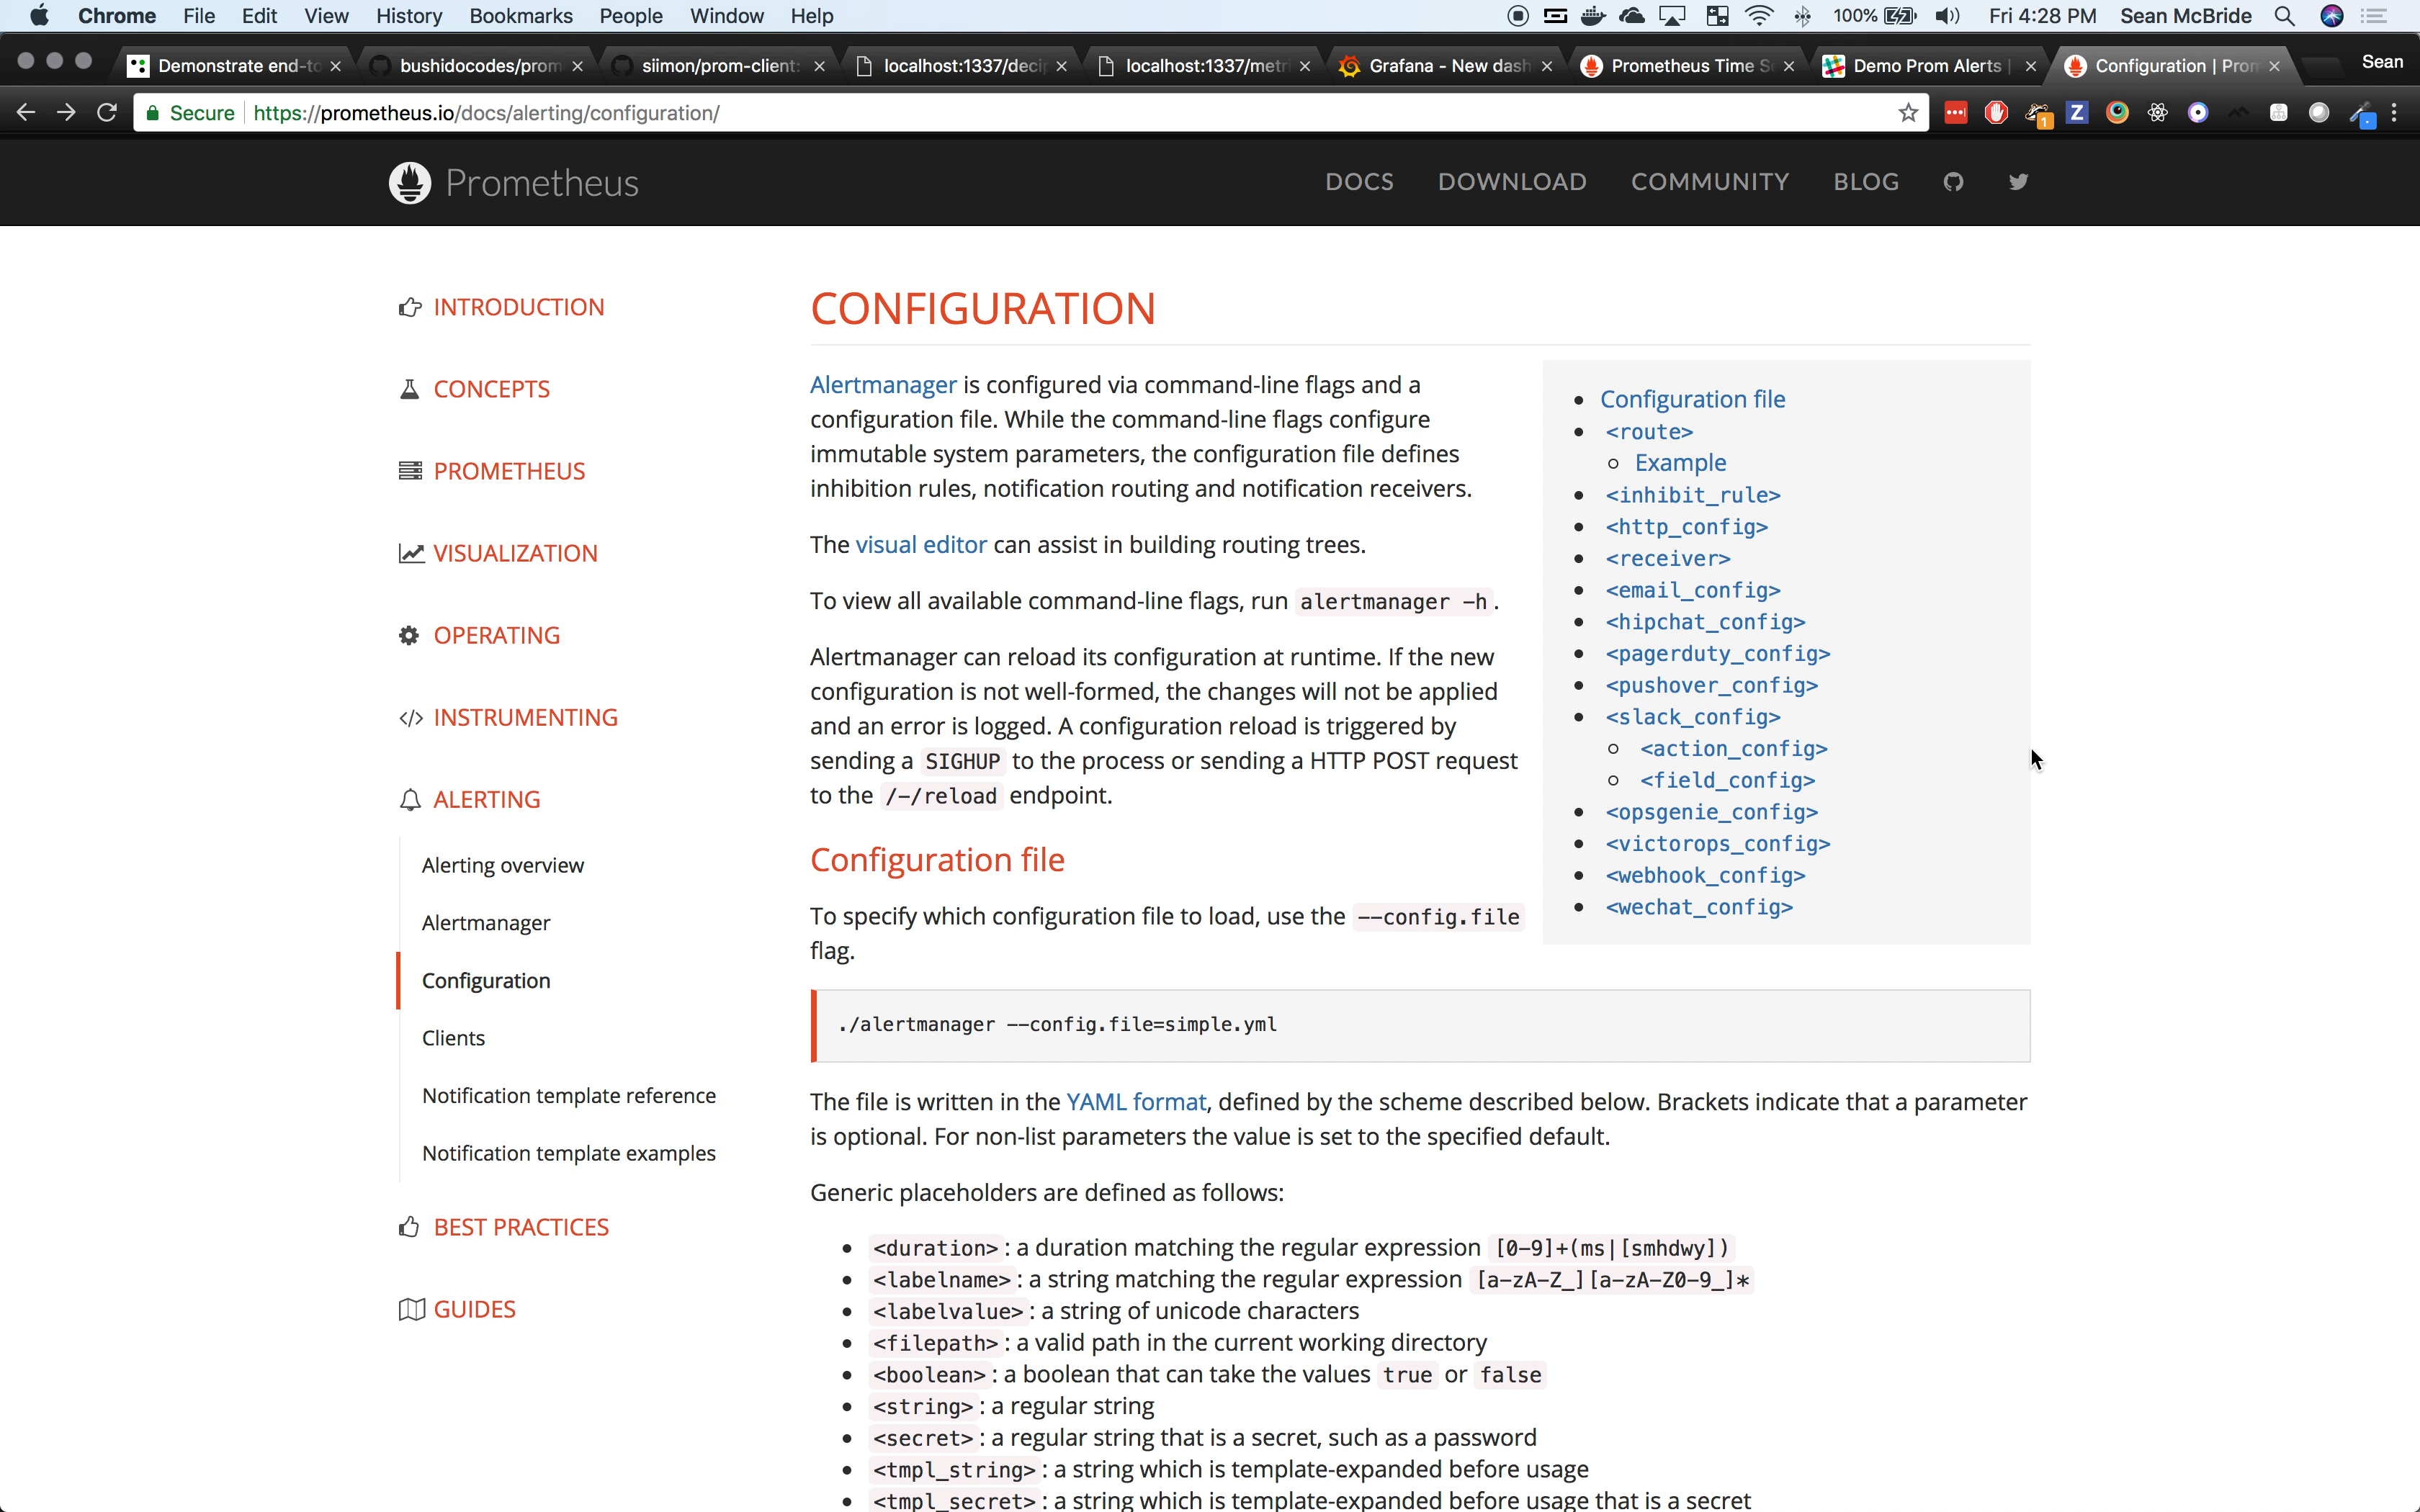 Chrome File Edit View History Bookmarks People Window Help 100% Fri 4:28 PM Sean McBride
Demonstrate end-to bushidocodes/prom siimon/prom-client: localhost:1337/deci localhost:1337/metri Grafana - New dash Prometheus Time S Demo Prom Alerts | Configuration | Prom Sean
Secure https://prometheus.io/docs/alerting/configuration/
Prometheus DOCS DOWNLOAD COMMUNITY BLOG
INTRODUCTION
CONCEPTS
PROMETHEUS
VISUALIZATION
OPERATING
</> INSTRUMENTING
ALERTING
Alerting overview
Alertmanager
Configuration
Clients
Notification template reference
Notification template examples
BEST PRACTICES
GUIDES
CONFIGURATION
Alertmanager is configured via command-line flags and a
configuration file. While the command-line flags configure
immutable system parameters, the configuration file defines
inhibition rules, notification routing and notification receivers.
The visual editor can assist in building routing trees.
To view all available command-line flags, run alertmanager -h.
Alertmanager can reload its configuration at runtime. If the new
configuration is not well-formed, the changes will not be applied
and an error is logged. A configuration reload is triggered by
sending a SIGHUP to the process or sending a HTTP POST request
to the /-/reload endpoint.
Configuration file
<route>
Example
<inhibit_rule>
<http_config>
<receiver>
<email_config>
<hipchat_config>
<pagerduty_config>
<pushover_config>
<slack_config>
<action_config>
<field_config>
<opsgenie_config>
<victorops_config>
<webhook_config>
<wechat_config>
Configuration file
To specify which configuration file to load, use the --config.file
flag.
./alertmanager --config.file=simple.yml
The file is written in the YAML format, defined by the scheme described below. Brackets indicate that a parameter
is optional. For non-list parameters the value is set to the specified default.
Generic placeholders are defined as follows:
<duration>: a duration matching the regular expression [0-9]+(ms|[smhdwy])
<labelname>: a string matching the regular expression [a-zA-Z_][a-zA-Z0-9_]*
<labelvalue>: a string of unicode characters
<filepath>: a valid path in the current working directory
<boolean>: a boolean that can take the values true or false
<string>: a regular string
<secret>: a regular string that is a secret, such as a password
<tmpl_string>: a string which is template-expanded before usage
<tmpl_secret>: a string which is template-expanded before usage that is a secret